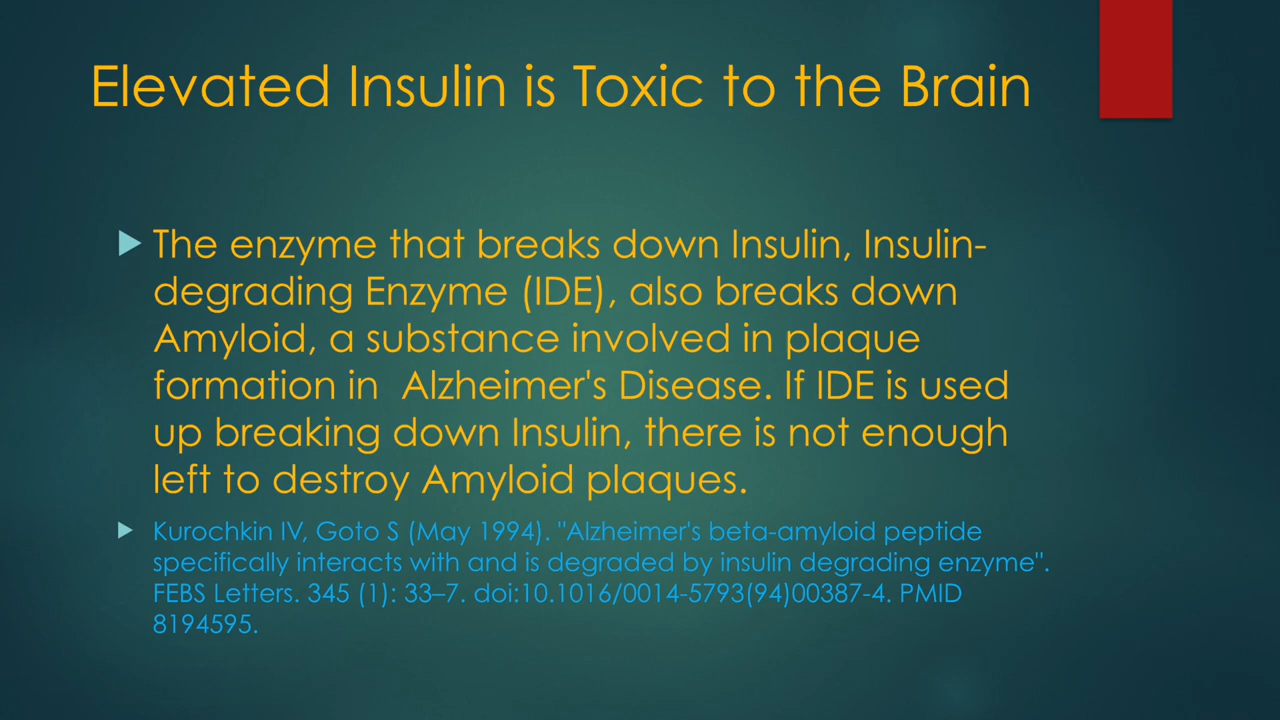 Elevated Insulin is Toxic to the Brain
The enzyme that breaks down Insulin, Insulin-
degrading Enzyme (IDE), also breaks down
Amyloid, a substance involved in plaque
formation in  Alzheimer's Disease. If IDE is used
up breaking down Insulin, there is not enough
left to destroy Amyloid plaques.
Kurochkin IV, Goto S (May 1994). "Alzheimer's beta-amyloid peptide
specifically interacts with and is degraded by insulin degrading enzyme".
FEBS Letters. 345 (1): 33–7. doi:10.1016/0014-5793(94)00387-4. PMID
8194595.